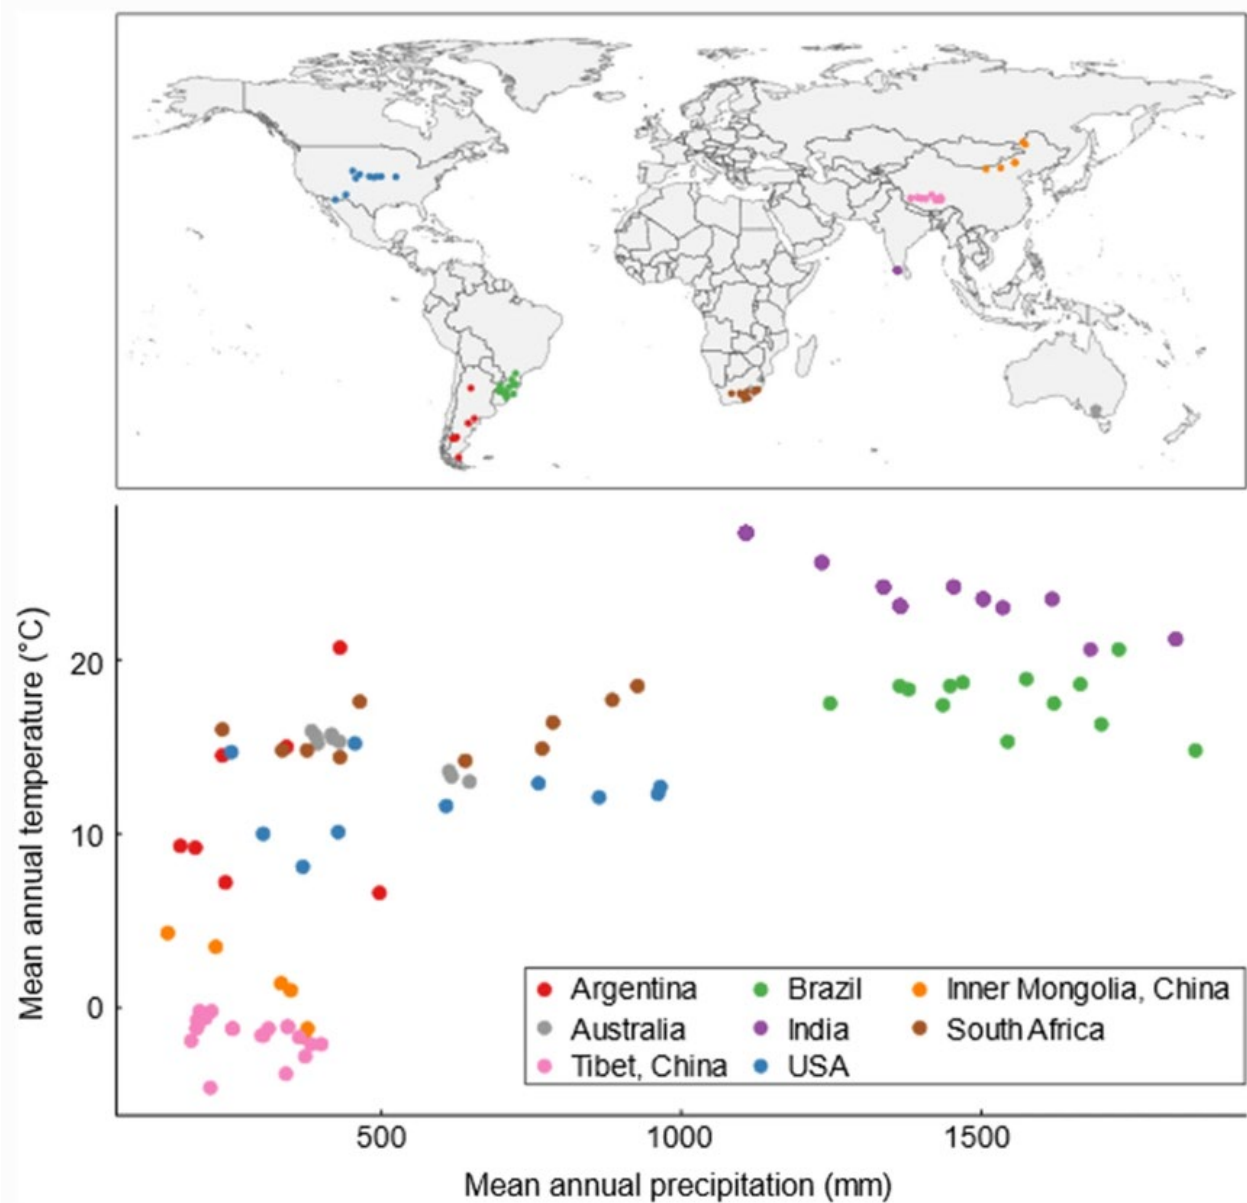 Mean annual temperature (°C)
20
10
0
Argentina Brazil Inner Mongolia, China
Australia India South Africa
Tibet, China USA
500 1000 1500
Mean annual precipitation (mm)